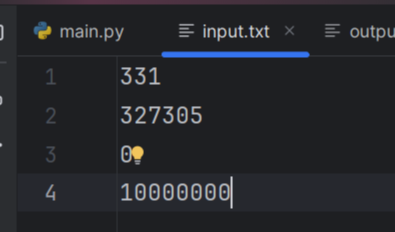 main.py input.txt outpu
1 331
2 327305
3 0
4 10000000